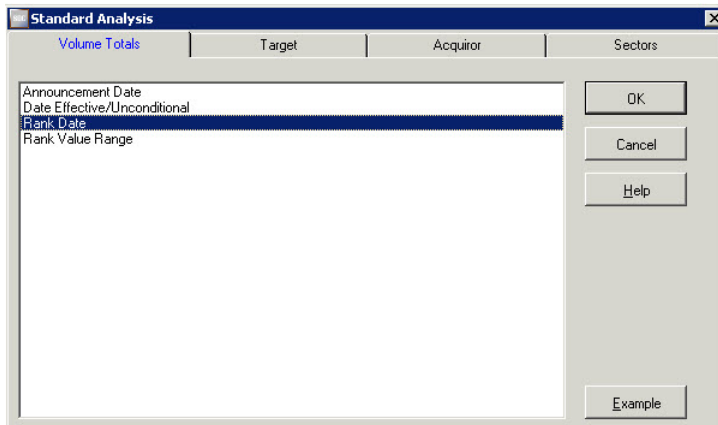 Standard Analysis
Volume Totals
Target
Acquiror
Sectors
Announcement Date
Date Effective/Unconditional
Rank Date
Rank Value Range
OK
Cancel
Help
Example